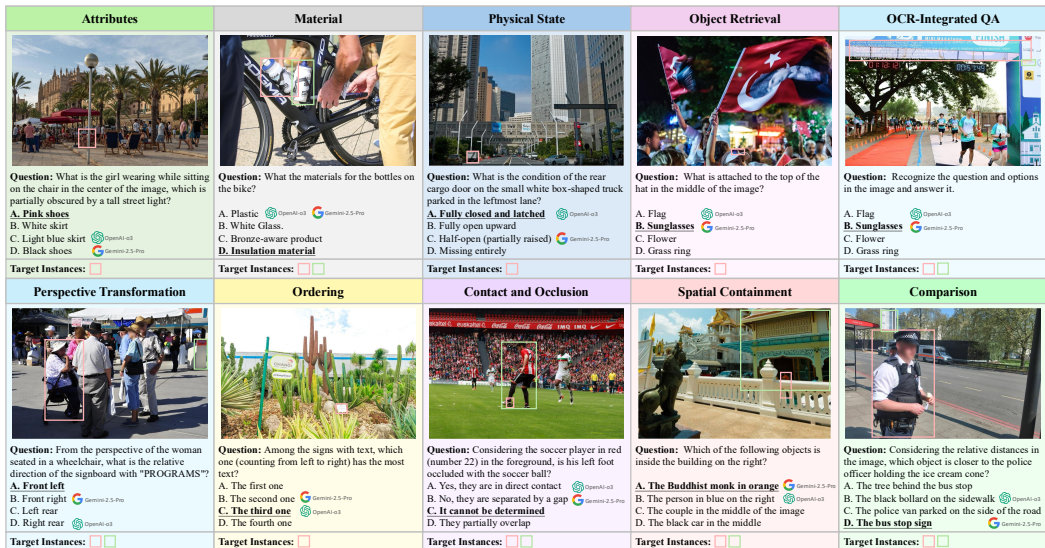 Attributes
Question: What is the girl wearing while sitting
on the chair in the center of the image, which is
partially obscured by a tall street light?
A. Pink shoes
B. White skirt
C. Light blue skirt OpenAI-o3
D. Black shoes Gemini-2.5-Pro
Target Instances:
Material
Question: What the materials for the bottles on
the bike?
A. Plastic OpenAI-o3 Gemini-2.5-Pro
B. White Glass.
C. Bronze-aware product
D. Insulation material
Target Instances:
Physical State
Question: What is the condition of the rear
cargo door on the small white box-shaped truck
parked in the leftmost lane?
A. Fully closed and latched OpenAI-o3
B. Fully open upward
C. Half-open (partially raised) Gemini-2.5-Pro
D. Missing entirely
Target Instances:
Object Retrieval
Question: What is attached to the top of the
hat in the middle of the image?
A. Flag OpenAI-o3
B. Sunglasses Gemini-2.5-Pro
C. Flower
D. Grass ring
Target Instances:
OCR-Integrated QA
FINISH
Question: Recognize the question and options
in the image and answer it.
A. Flag OpenAI-o3
B. Sunglasses Gemini-2.5-Pro
C. Flower
D. Grass ring
Target Instances:
Perspective Transformation
Question: From the perspective of the woman
seated in a wheelchair, what is the relative
direction of the signboard with "PROGRAMS"?
A. Front left
B. Front right Gemini-2.5-Pro
C. Left rear
D. Right rear OpenAI-o3
Target Instances:
Ordering
Question: Among the signs with text, which
one (counting from left to right) has the most
text?
A. The first one
B. The second one Gemini-2.5-Pro
C. The third one OpenAI-o3
D. The fourth one
Target Instances:
Contact and Occlusion
euskaltel Coca-Cola Coca-Cola IMQ IMQ
Question: Considering the soccer player in red
(number 22) in the foreground, is his left foot
occluded with the soccer ball?
A. Yes, they are in direct contact OpenAI-o3
B. No, they are separated by a gap Gemini-2.5-Pro
C. It cannot be determined
D. They partially overlap
Target Instances:
Spatial Containment
Question: Which of the following objects is
inside the building on the right?
A. The Buddhist monk in orange Gemini-2.5-Pro
B. The person in blue on the right OpenAI-o3
C. The couple in the middle of the image
D. The black car in the middle
Target Instances:
Comparison
Question: Considering the relative distances in
the image, which object is closer to the police
officer holding the ice cream cone?
A. The tree behind the bus stop
B. The black bollard on the sidewalk OpenAI-o3
C. The police van parked on the side of the road
D. The bus stop sign Gemini-2.5-Pro
Target Instances: